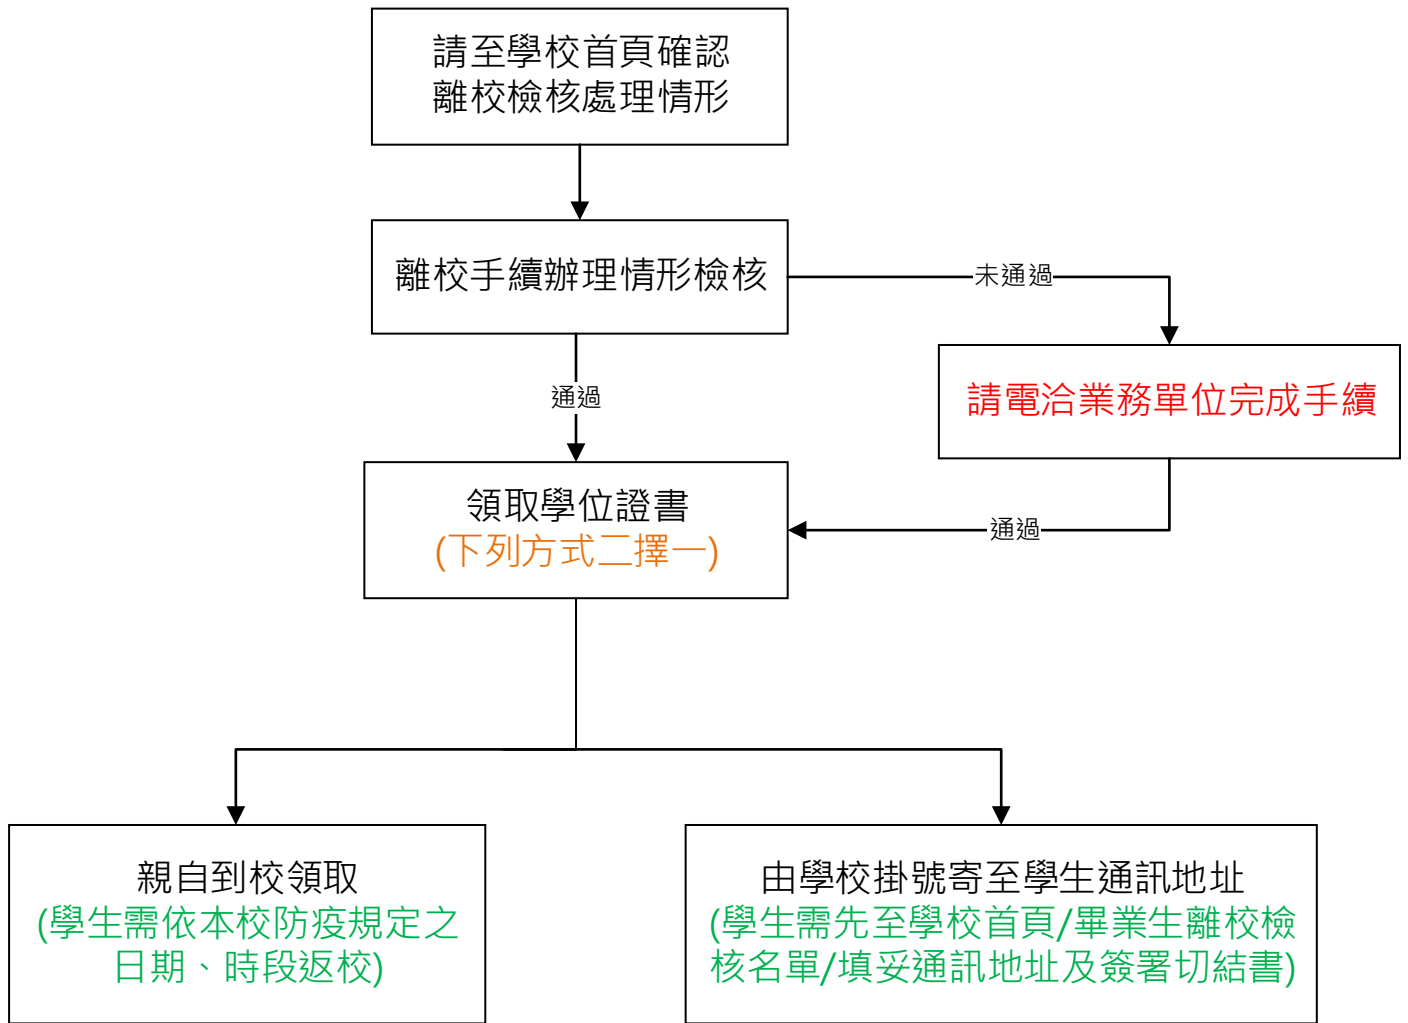 請至學校首頁確認
離校檢核處理情形
離校手續辦理情形檢核
未通過
通過
請電洽業務單位完成手續
領取學位證書
(下列方式二擇一)
通過
親自到校領取
(學生需依本校防疫規定之
日期、時段返校)
由學校掛號寄至學生通訊地址
(學生需先至學校首頁/畢業生離校檢
核名單/填妥通訊地址及簽署切結書)